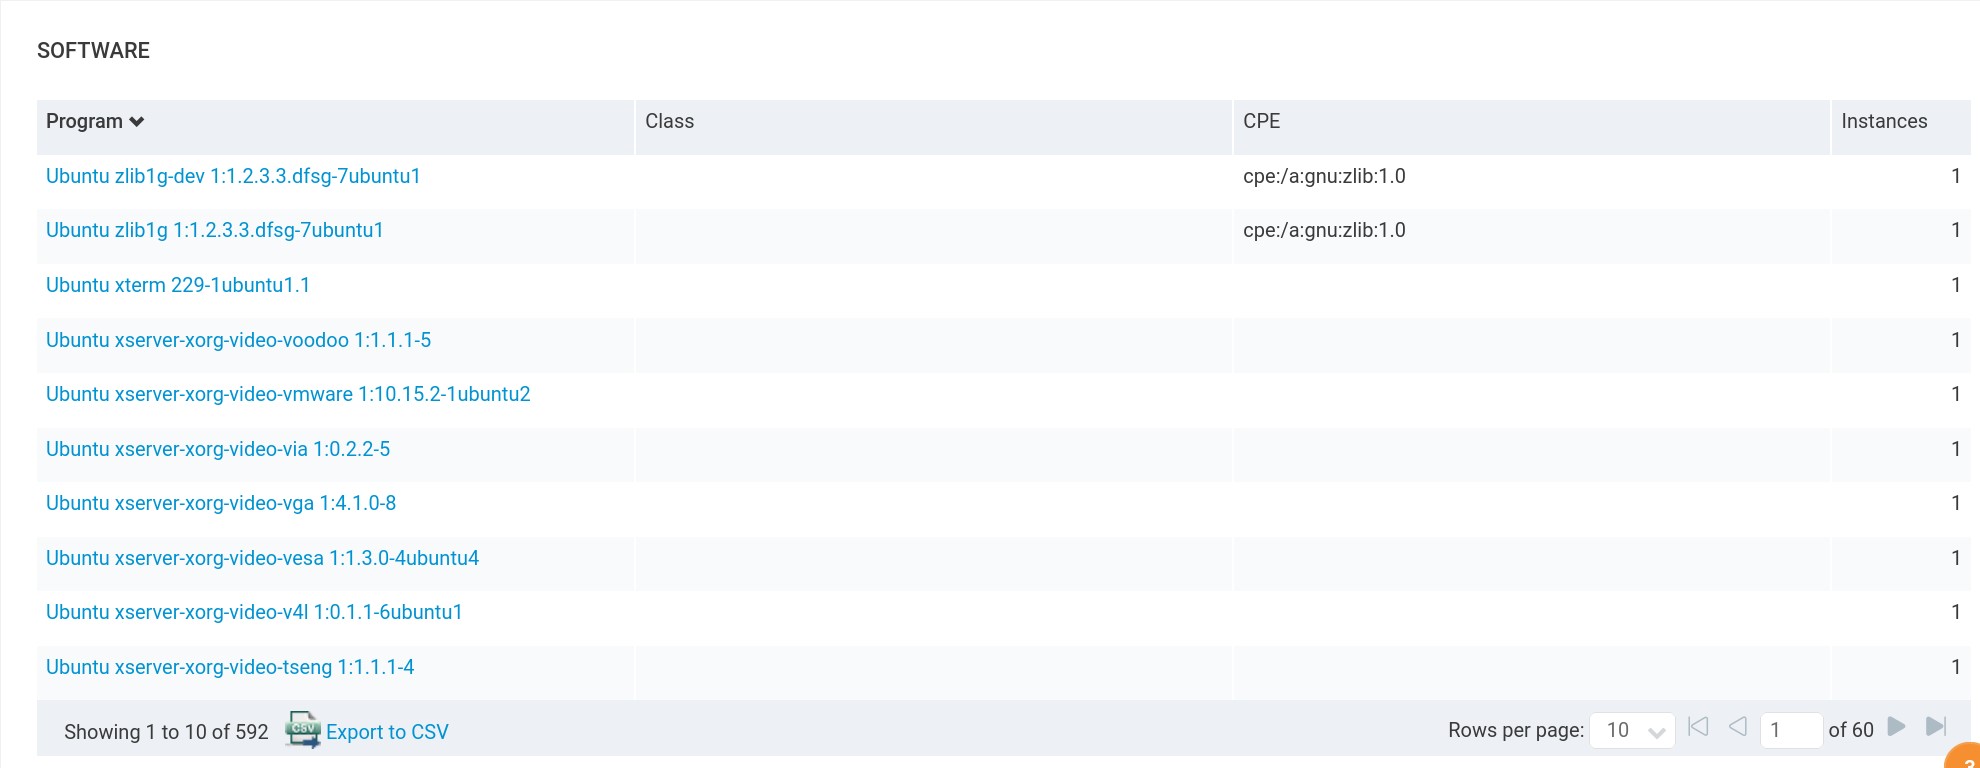 SOFTWARE
Program Class CPE Instances
Ubuntu zlib1g-dev 1:1.2.3.3.dfsg-7ubuntu1 cpe:/a:gnu:zlib:1.0 1
Ubuntu zlib1g 1:1.2.3.3.dfsg-7ubuntu1 cpe:/a:gnu:zlib:1.0 1
Ubuntu xterm 229-1ubuntu1.1 1
Ubuntu xserver-xorg-video-voodoo 1:1.1.1-5 1
Ubuntu xserver-xorg-video-vmware 1:10.15.2-1ubuntu2 1
Ubuntu xserver-xorg-video-via 1:0.2.2-5 1
Ubuntu xserver-xorg-video-vga 1:4.1.0-8 1
Ubuntu xserver-xorg-video-vesa 1:1.3.0-4ubuntu4 1
Ubuntu xserver-xorg-video-v4l 1:0.1.1-6ubuntu1 1
Ubuntu xserver-xorg-video-tseng 1:1.1.1-4 1
Showing 1 to 10 of 592 CSV Export to CSV Rows per page: 10 1 of 60